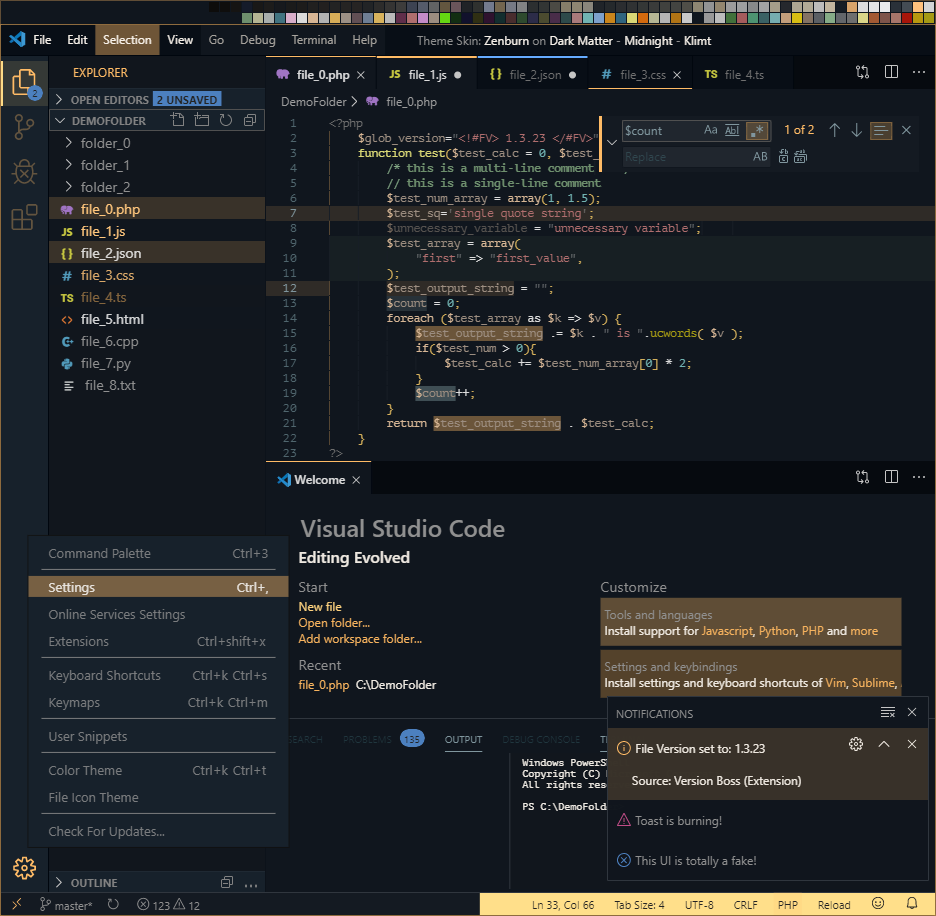 File Edit Selection View Go Debug Terminal Help Theme Skin: Zenburn on Dark Matter - Midnight - Klimt
2
EXPLORER
OPEN EDITORS 2 UNSAVED
DEMOFOLDER
folder_0
folder_1
folder_2
file_0.php
JS file_1.js
{} file_2.json
# file_3.css
TS file_4.ts
<> file_5.html
file_6.cpp
file_7.py
file_8.txt
file_0.php JS file_1.js {} file_2.json # file_3.css TS file_4.ts
DemoFolder > file_0.php
$count Aa Abl .* 1 of 2
Replace AB
1 <?php
2 $glob_version="<!#FV> 1.3.23 </#FV>"
3 function test($test_calc = 0, $test_
4 /* this is a multi-line comment
5 // this is a single-line comment
6 $test_num_array = array(1, 1.5);
7 $test_sq='single quote string';
8 $unnecessary_variable = "unnecessary variable";
9 $test_array = array(
10 "first" => "first_value",
11 );
12 $test_output_string = "";
13 $count = 0;
14 foreach ($test_array as $k => $v) {
15 $test_output_string .= $k . " is ".ucwords( $v );
16 if($test_num > 0){
17 $test_calc += $test_num_array[0] * 2;
18 }
19 $count++;
20 }
21 return $test_output_string . $test_calc;
22 }
23 ?>
Welcome
Visual Studio Code
Editing Evolved
Start
New file
Open folder...
Add workspace folder...
Recent
file_0.php C:\DemoFolder
Customize
Tools and languages
Install support for Javascript, Python, PHP and more
Settings and keybindings
Install settings and keyboard shortcuts of Vim, Sublime,
Command Palette Ctrl+3
Settings Ctrl+,
Online Services Settings
Extensions Ctrl+shift+x
Keyboard Shortcuts Ctrl+k Ctrl+s
Keymaps Ctrl+k Ctrl+m
User Snippets
Color Theme Ctrl+k Ctrl+t
File Icon Theme
Check For Updates...
EARCH PROBLEMS 135 OUTPUT DEBUG CONSOLE
Windows PowerS
Copyright (C)
All rights rese
PS C:\DemoFold
NOTIFICATIONS
File Version set to: 1.3.23
Source: Version Boss (Extension)
Toast is burning!
This UI is totally a fake!
OUTLINE
master* 123 12 Ln 33, Col 66 Tab Size: 4 UTF-8 CRLF PHP Reload